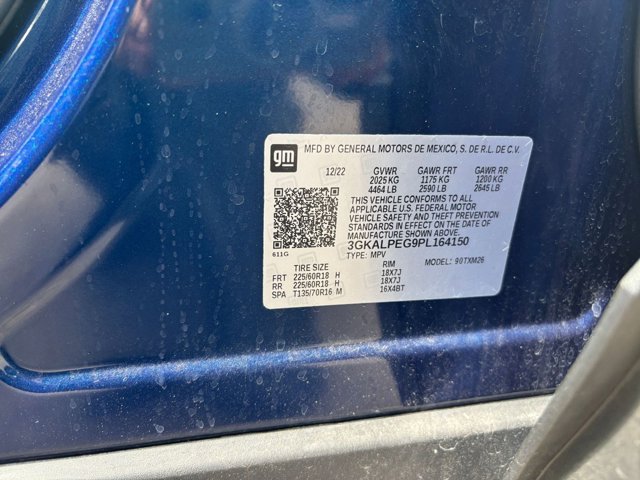 gm
MFD BY GENERAL MOTORS DE MEXICO, S. DE R.L. DE C.V.
12/22 GVWR GAWR FRT GAWR RR
2025 KG 1175 KG 1200 KG
4464 LB 2590 LB 2645 LB
THIS VEHICLE CONFORMS TO ALL
APPLICABLE U.S. FEDERAL MOTOR
VEHICLE SAFETY AND THEFT PREVENTION
STANDARDS IN EFFECT ON THE DATE OF
MANUFACTURE SHOWN ABOVE.
3GKALPEG9PL164150
611G TYPE: MPV MODEL: 90TXM26
TIRE SIZE RIM
FRT 225/60R18 H 18X7J
RR 225/60R18 H 18X7J
SPA T135/70R16 M 16X4BT